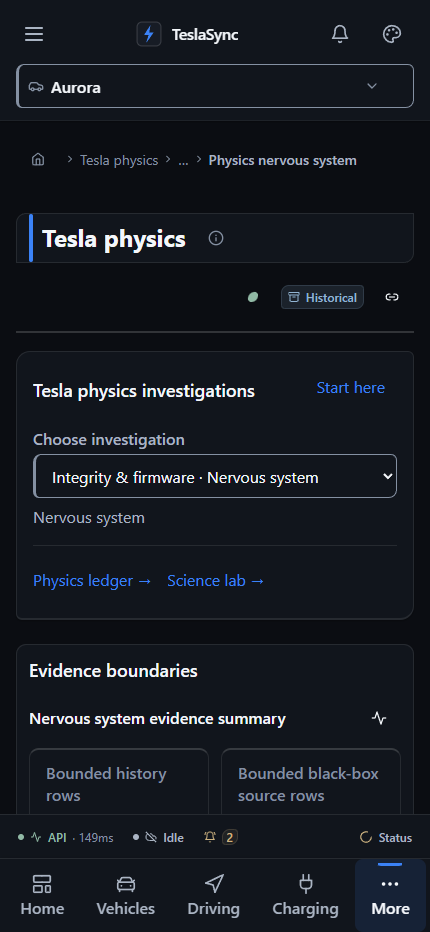 TeslaSync
Aurora
Tesla physics
...
Physics nervous system
Tesla physics
Historical
Tesla physics investigations
Start here
Choose investigation
Integrity & firmware · Nervous system
Nervous system
Physics ledger →
Science lab →
Evidence boundaries
Nervous system evidence summary
Bounded history
rows
Bounded black-box
source rows
API · 149ms
Idle
2
Status
Home
Vehicles
Driving
Charging
More